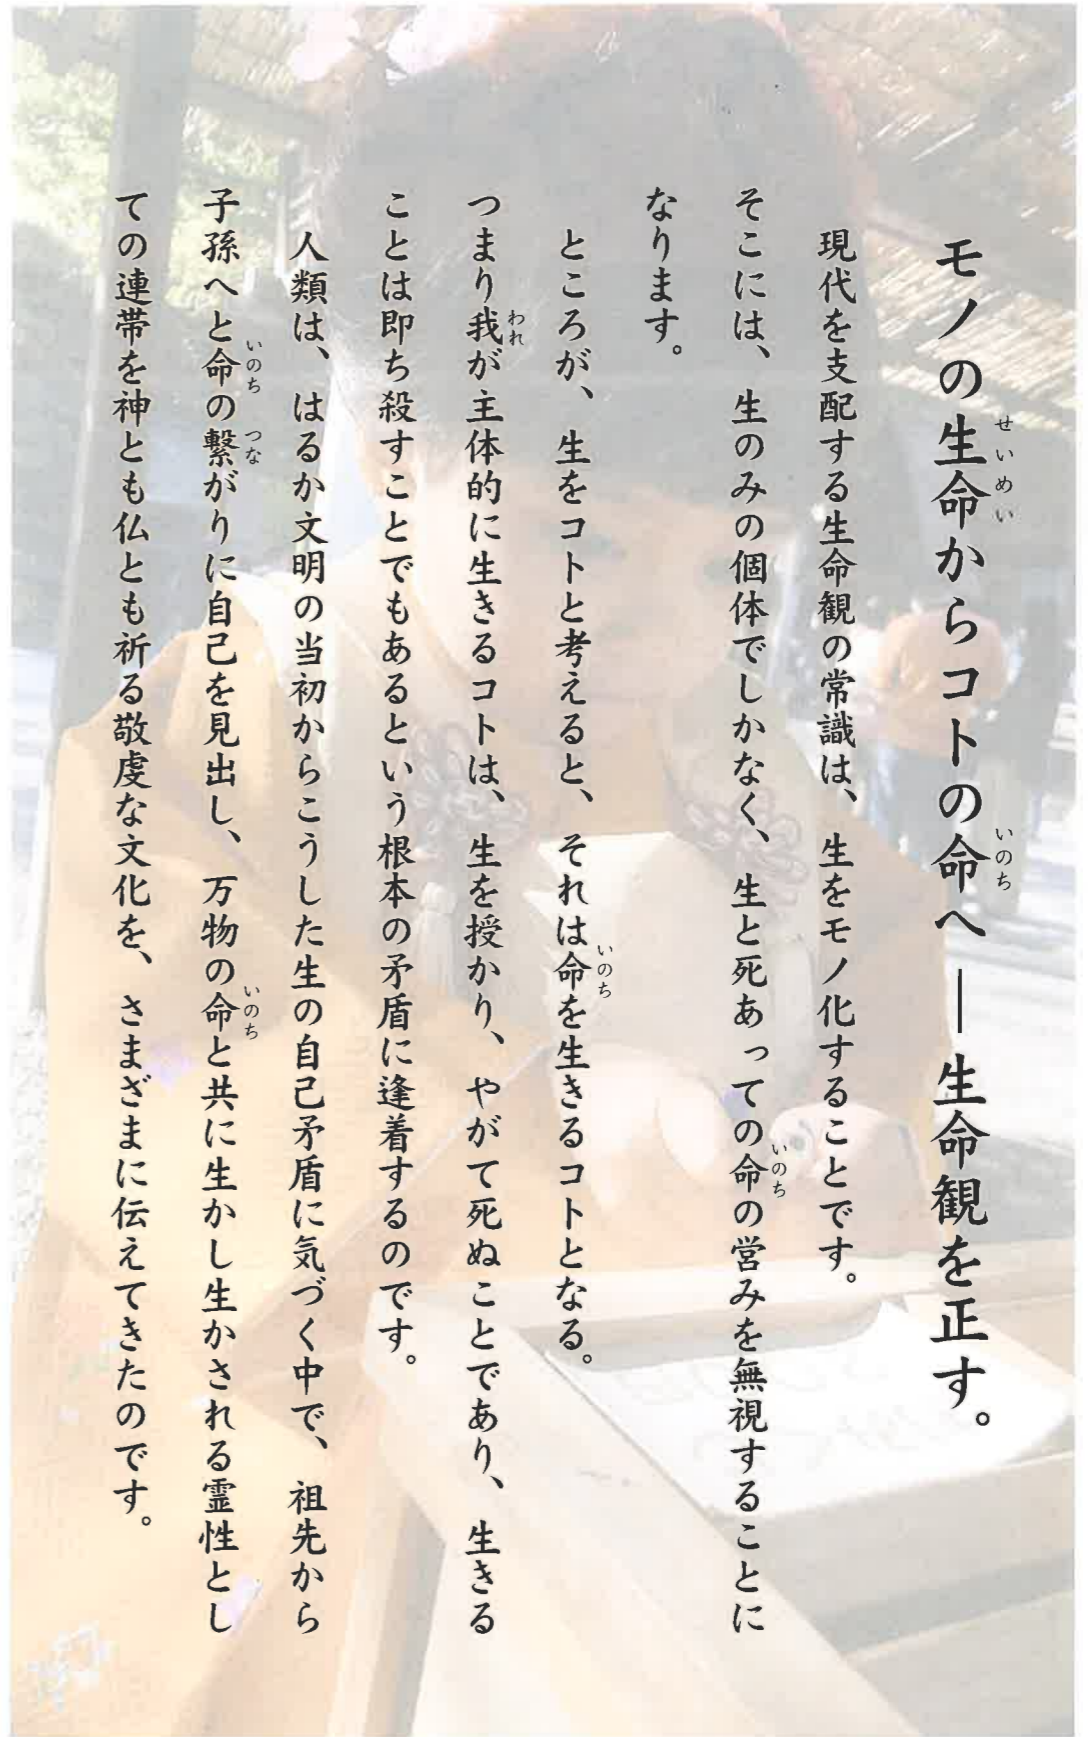 モノの生命からコトの命へ ―生命観を正す。
現代を支配する生命観の常識は、生をモノ化することです。
そこには、生のみの個体でしかなく、生と死あっての命の営みを無視することに
なります。
ところが、生をコトと考えると、それは命を生きるコトとなる。
つまり我が主体的に生きるコトは、生を授かり、やがて死ぬことであり、生きる
ことは即ち殺すことでもあるという根本の矛盾に逢着するのです。
人類は、はるか文明の当初からこうした生の自己矛盾に気づく中で、祖先から
子孫へと命の繋がりに自己を見出し、万物の命と共に生かし生かされる霊性とし
ての連帯を神とも仏とも祈る敬虔な文化を、さまざまに伝えてきたのです。